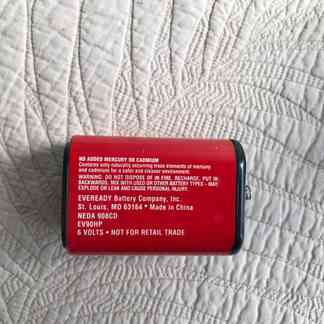 NO ADDED MERCURY OR CADMIUM
Contains only naturally occurring trace elements of mercury
and cadmium for a safer and cleaner environment.
WARNING: DO NOT DISPOSE OF IN FIRE, RECHARGE, PUT IN
BACKWARDS, MIX WITH USED OR OTHER BATTERY TYPES - MAY
EXPLODE OR LEAK AND CAUSE PERSONAL INJURY.
EVEREADY Battery Company, Inc.
St. Louis, MO 63164 • Made in China
NEDA 908CD
EV90HP
6 VOLTS • NOT FOR RETAIL TRADE